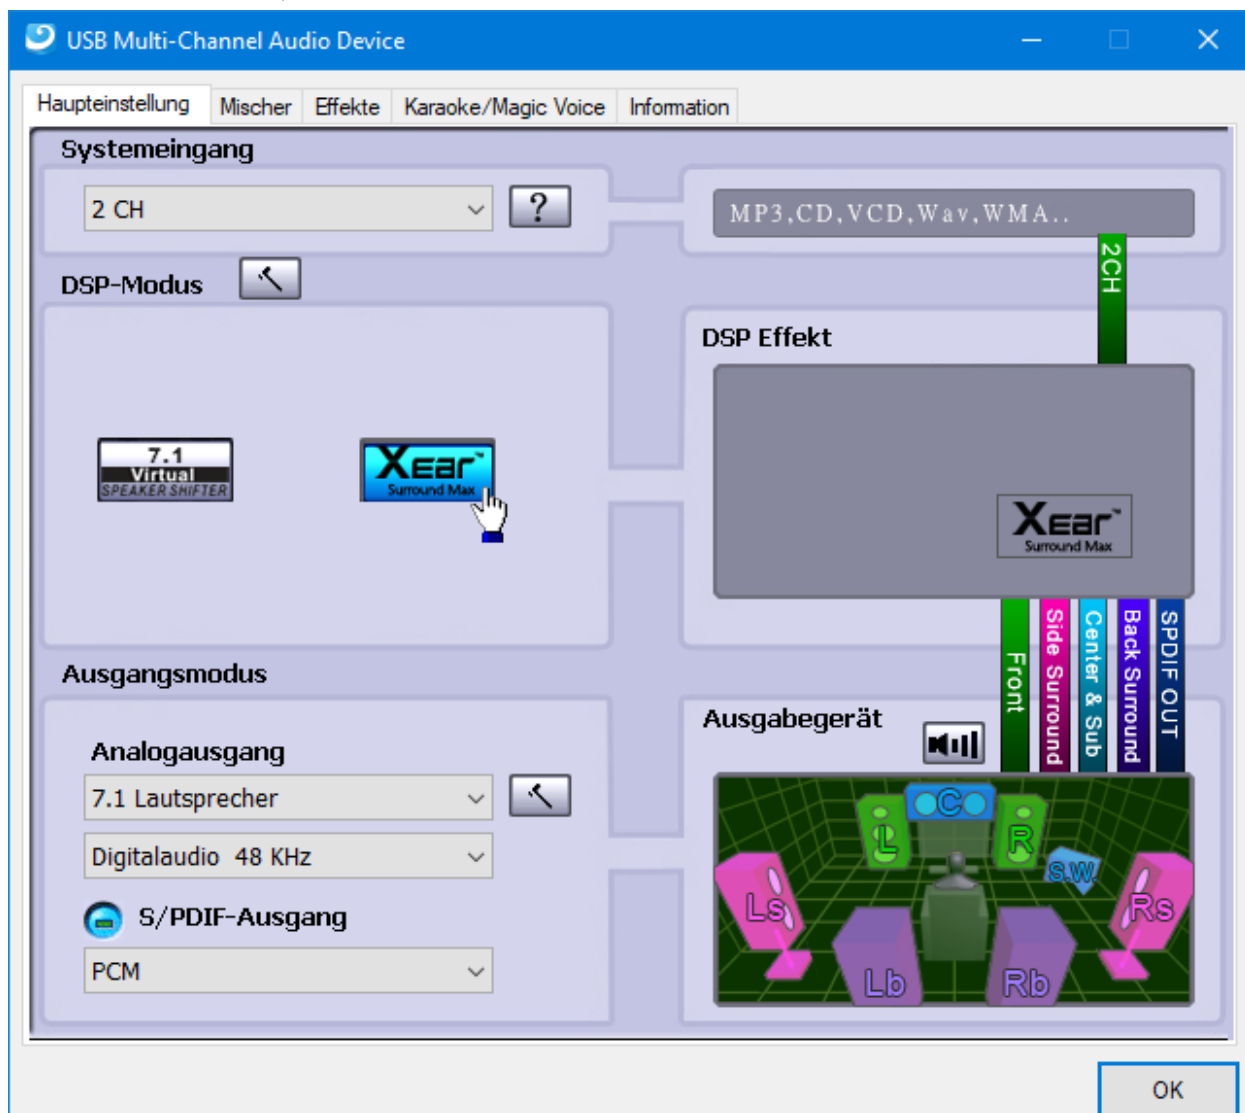 USB Multi-Channel Audio Device
Haupteinstellung Mischer Effekte Karaoke/Magic Voice Information
Systemeingang
2 CH
?
MP3,CD,VCD,Wav,WMA..
2CH
DSP-Modus
DSP Effekt
7.1
Virtual
SPEAKER SHIFTER
Xear™
Surround Max
Xear™
Surround Max
Front
Side Surround
Center & Sub
Back Surround
SPDIF OUT
Ausgangsmodus
Analogausgang
7.1 Lautsprecher
Digitalaudio 48 KHz
S/PDIF-Ausgang
PCM
Ausgabegerät
C
L
R
S.W.
Ls
Rs
Lb
Rb
OK